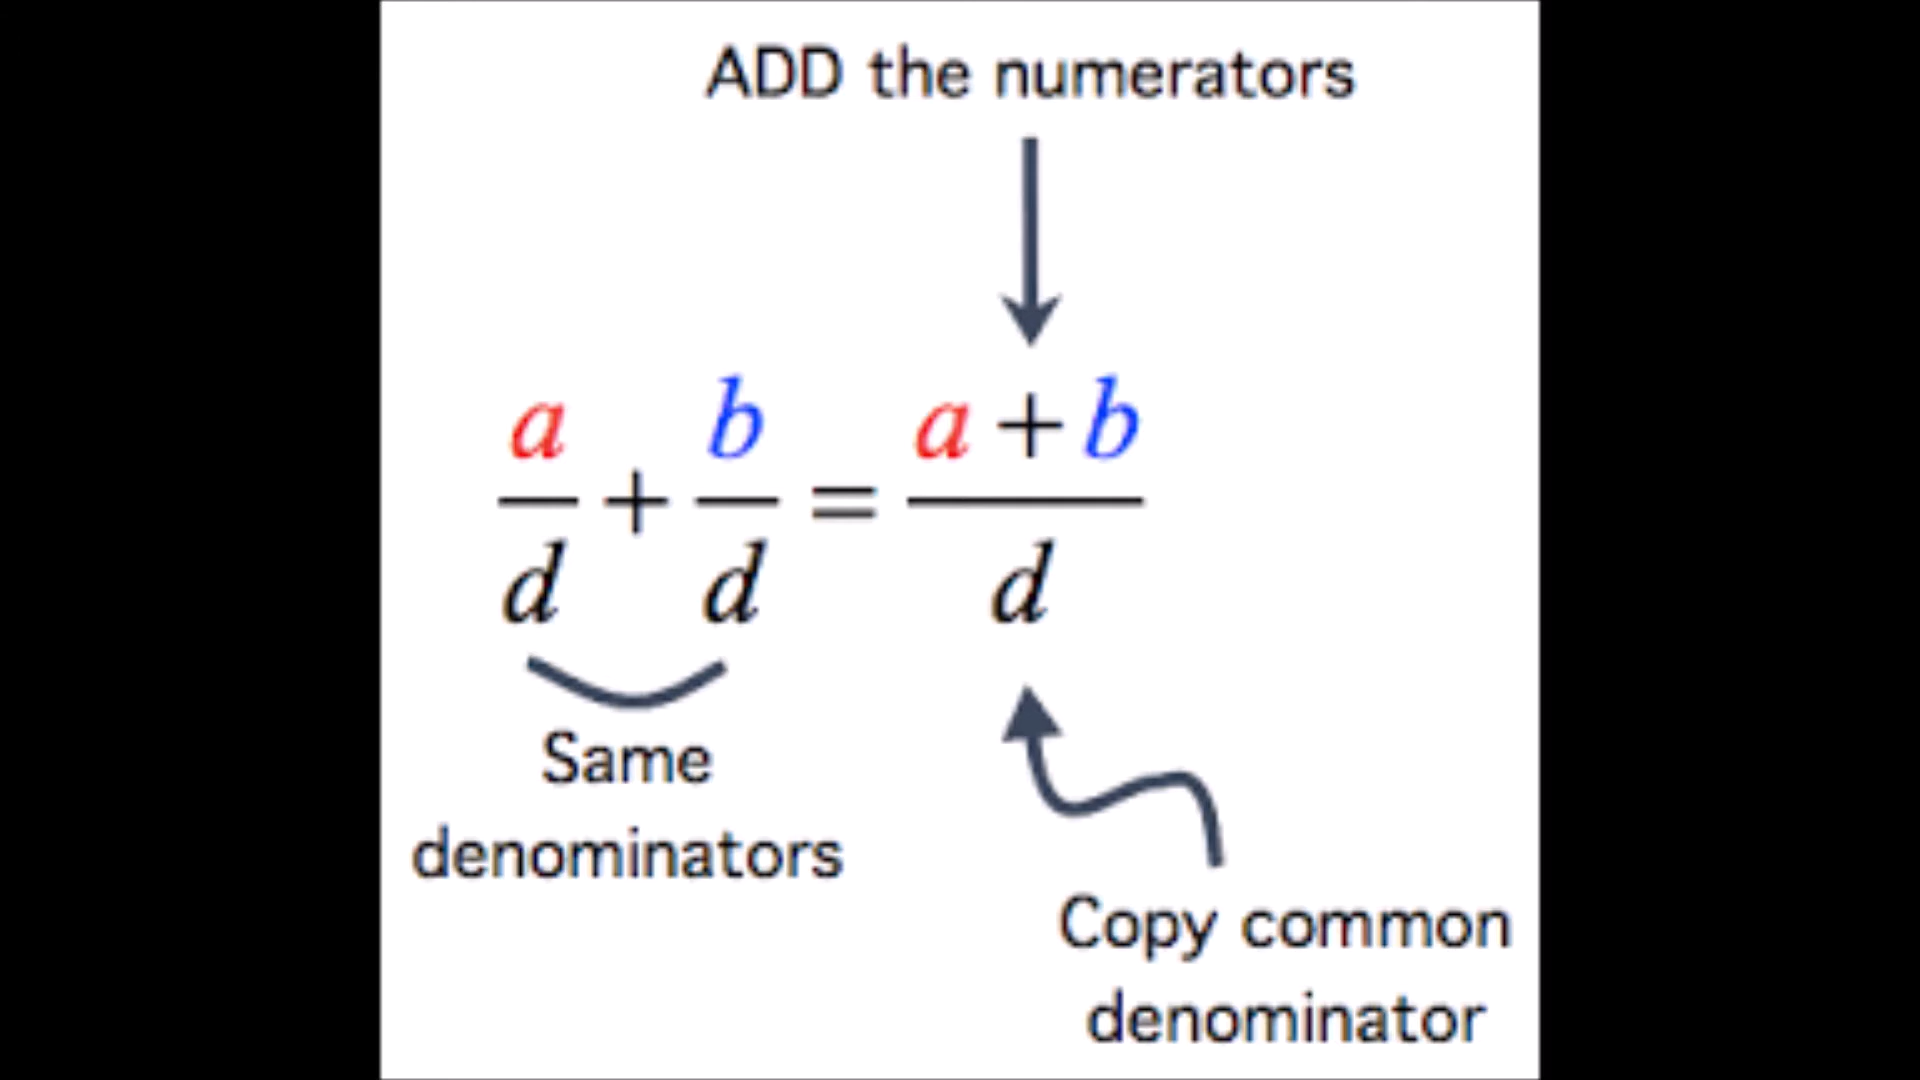 ADD the numerators
a/d + b/d = a + b/d
Same
denominators
Copy common
denominator